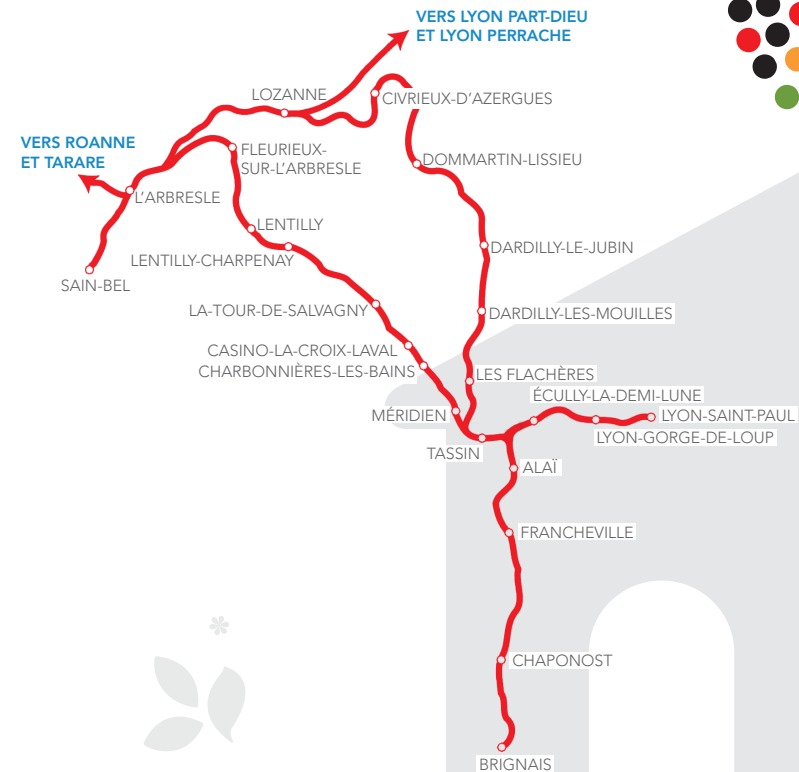 VERS LYON PART-DIEU
ET LYON PERRACHE
LOZANNE
CIVRIEUX-D'AZERGUES
VERS ROANNE
ET TARARE
FLEURIEUX-
SUR-L'ARBRESLE
DOMMARTIN-LISSIEU
L'ARBRESLE
LENTILLY
DARDILLY-LE-JUBIN
LENTILLY-CHARPENAY
SAIN-BEL
LA-TOUR-DE-SALVAGNY
DARDILLY-LES-MOUILLES
CASINO-LA-CROIX-LAVAL
CHARBONNIÈRES-LES-BAINS
LES FLACHÈRES
ÉCULLY-LA-DEMI-LUNE
MÉRIDIEN
LYON-SAINT-PAUL
LYON-GORGE-DE-LOUP
TASSIN
ALAÏ
FRANCHEVILLE
CHAPONOST
BRIGNAIS